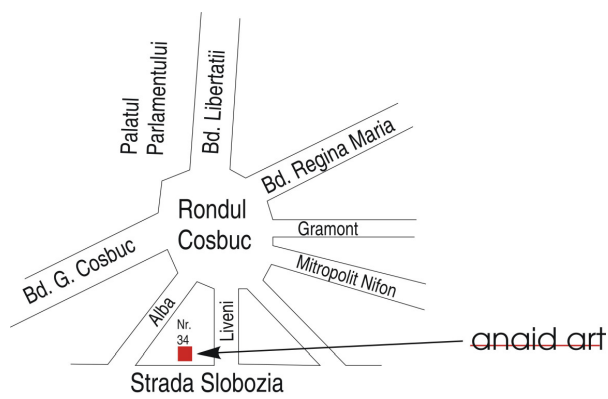 Palatul
Parlamentului
Bd. Libertatii
Bd. Regina Maria
Rondul
Cosbuc
Gramont
Bd. G. Cosbuc
Mitropolit Nifon
Alba
Nr.
34
Liveni
anaid art
Strada Slobozia